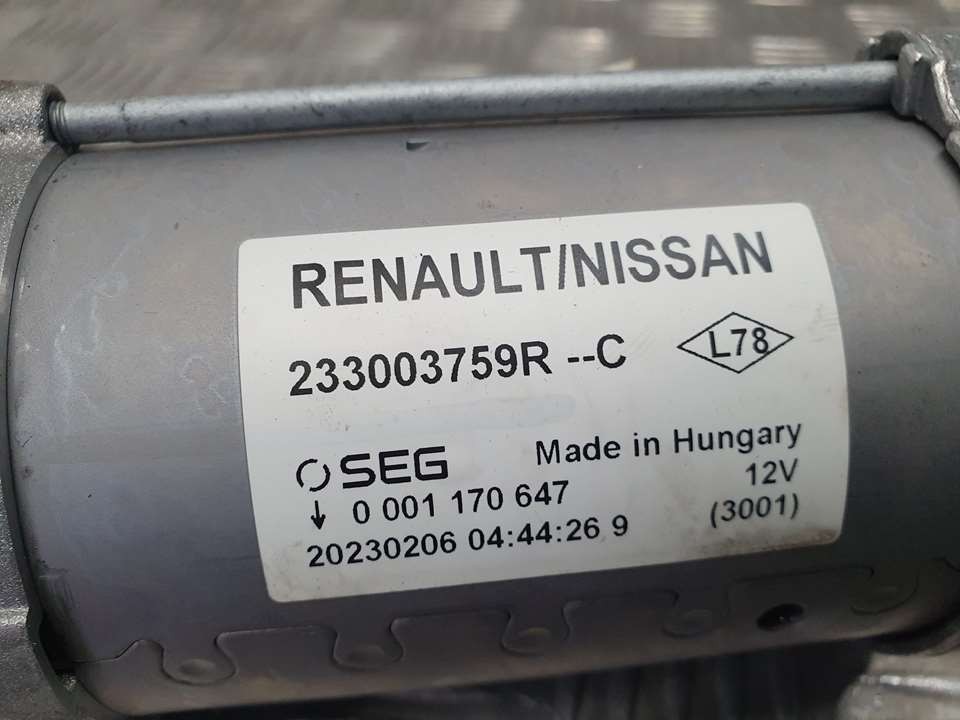 RENAULT/NISSAN
233003759R --C
L78
SEG
Made in Hungary
0 001 170 647
12V
20230206 04:44:26 9
(3001)